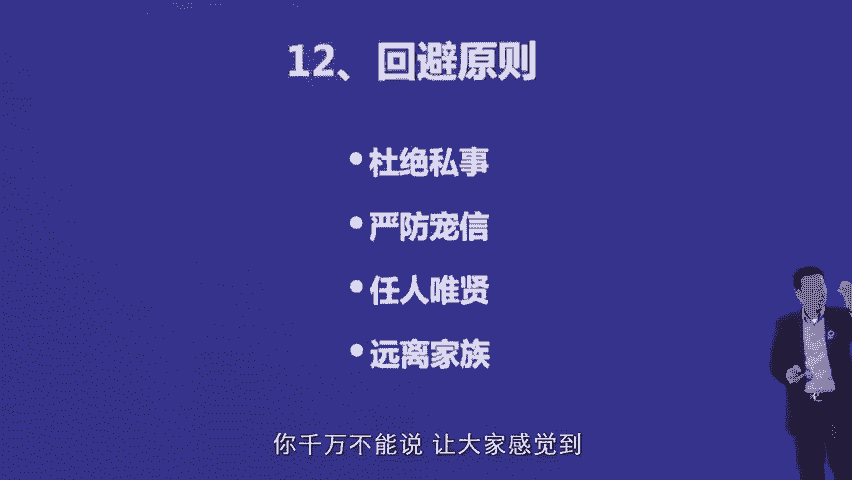 12、回避原则
•杜绝私事
•严防宠信
•任人唯贤
•远离家族
你千万不能说 让大家感觉到